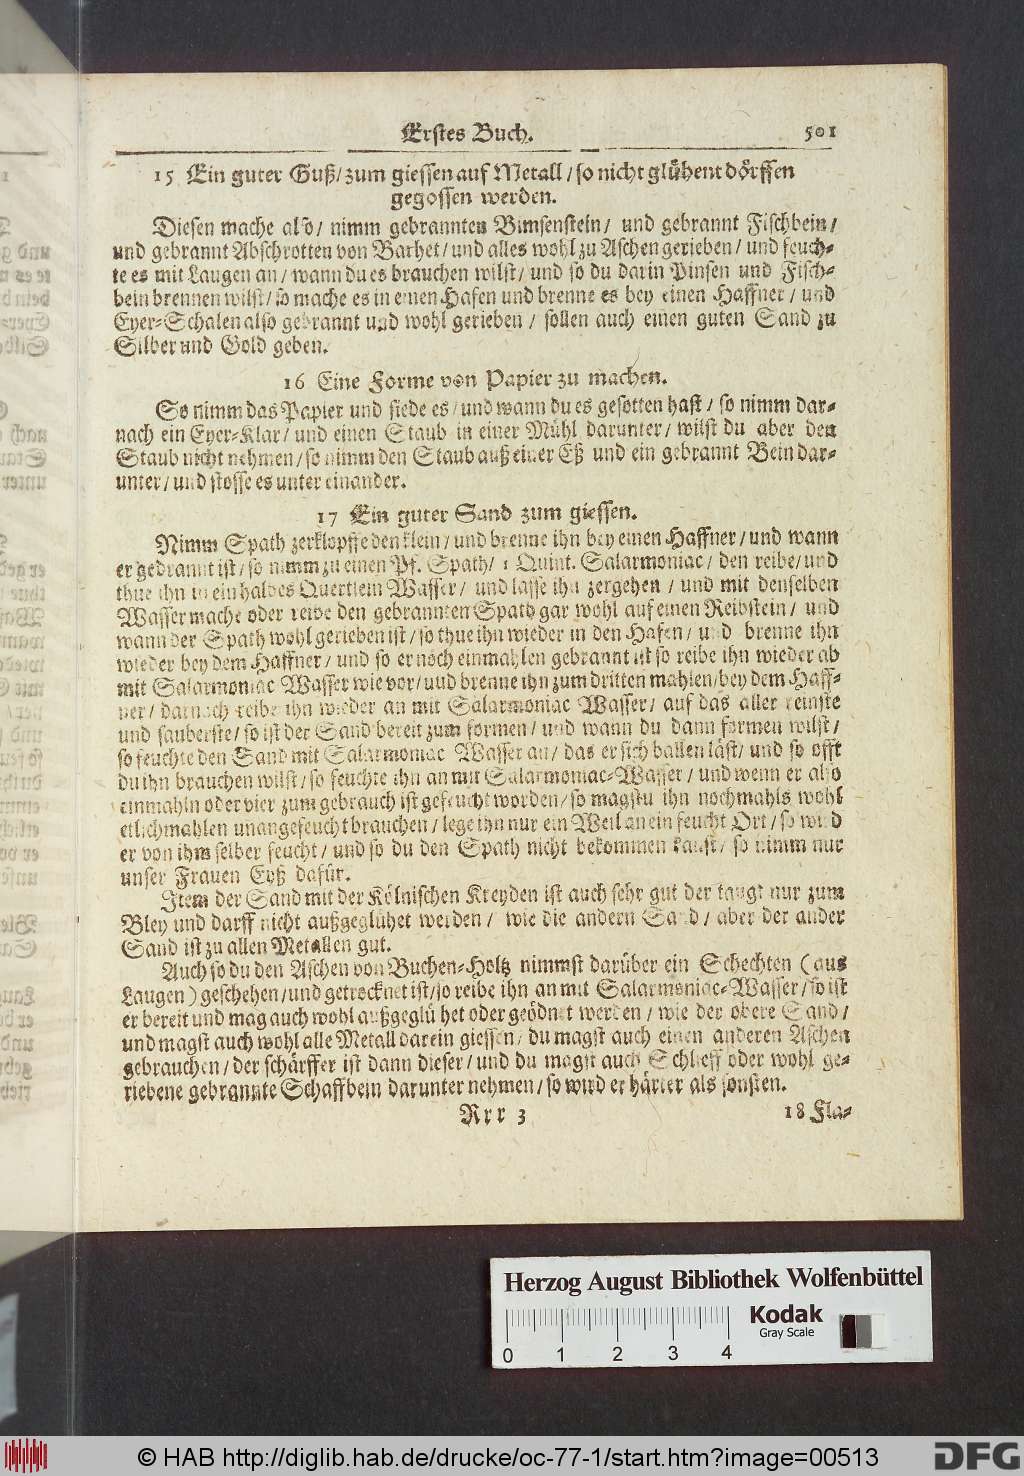 Erstes Buch. 501
15 Ein guter Guß/ zum giessen auf Metall/ so nicht glühent dörffen
gegossen werden.
Diesen mache also/ nimm gebrannten Bimsenstein/ und gebrannt Fischbein/
und gebrannt Abschrotten von Barhet/ und alles wohl zu Aschen gerieben/ und feuch-
te es mit Laugen an/ wann du es brauchen wilst/ und so du darin Pinsen und Fisch-
bein brennen wilst/ so mache es in einen Hafen und brenne es bey einen Haffner/ und
Eyer-Schalen also gebrannt und wohl gerieben/ sollen auch einen guten Sand zu
Silber und Gold geben.
16 Eine Forme von Papier zu machen.
So nimm das Papier und siede es/ und wann du es gesotten hast/ so nimm dar-
nach ein Eyer-Klar/ und einen Staub in einer Mühl darunter/ wilst du aber den
Staub nicht nehmen/ so nimm den Staub auß einer Eß und ein gebrannt Bein dar-
unter/ und stosse es unter einander.
17 Ein guter Sand zum giessen.
Nimm Spath zerklopffe den klein/ und brenne ihn bey einen Haffner/ und wann
er gebrannt ist/ so nimm zu einen Pf. Spath/ 1 Quint. Salarmoniac/ den reibe/ und
thue ihn in ein halbes Quertlein Wasser/ und lasse ihn zergehen/ und mit denselben
Wasser mache oder reibe den gebrannten Spath gar wohl auf einen Reibstein/ und
wann der Spath wohl gerieben ist/ so thue ihn wieder in den Hafen/ und brenne ihn
wieder bey dem Haffner/ und so er noch einmahlen gebrannt ist so reibe ihn wieder ab
mit Salarmoniac Wasser wie vor/ und brenne ihn zum dritten mahlen/ bey dem Haff-
ner/ darnach reibe ihn wieder an mit Salarmoniac Wasser/ auf das aller reinste
und sauberste/ so ist der Sand bereit zum formen/ und wann du dann formen wilst/
so feuchte den Sand mit Salarmoniac Wasser an/ das er sich ballen läst/ und so offt
du ihn brauchen wilst/ so feuchte ihn an mit Salarmoniac-Wasser/ und wenn er also
einmahln oder vier zum gebrauch ist gefeucht worden/ so magstu ihn nochmahls wohl
etlichmahlen unangefeucht brauchen/ lege ihn nur ein Weil an ein feucht Ort/ so wird
er von ihm selber feucht/ und so du den Spath nicht bekommen kanst/ so nimm nur
unser Frauen Eyß dafür.
Item der Sand mit der Kölnischen Kreyden ist auch sehr gut der taugt nur zum
Bley und darff nicht außgeglühet werden/ wie die andern Sand/ aber der ander
Sand ist zu allen Metallen gut.
Auch so du den Aschen von Buchen-Holtz nimmst darüber ein Schechten (aus
Laugen) geschehen/ und getrocknet ist/ so reibe ihn an mit Salarmoniac-Wasser/ so ist
er bereit und mag auch wohl außgeglühet oder geödnet werden/ wie der obere Sand/
und magst auch wohl alle Metall darein giessen/ du magst auch einen anderen Aschen
gebrauchen/ der schärffer ist dann dieser/ und du magst auch Schlieff oder wohl ge-
riebene gebrannte Schaffbein darunter nehmen/ so wird er härter als sonsten.
Rrr 3 18 Fla-
Herzog August Bibliothek Wolfenbüttel
Kodak
Gray Scale
0 1 2 3 4
© HAB http://diglib.hab.de/drucke/oc-77-1/start.htm?image=00513
DFG